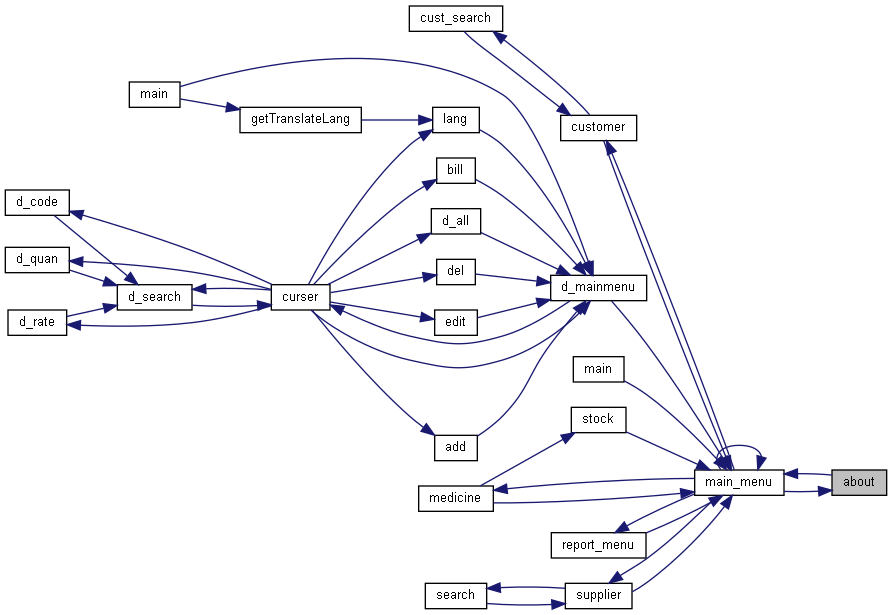 cust_search
main
getTranslateLang
lang
customer
bill
d_code
d_all
d_quan
del
d_mainmenu
d_search
curser
d_rate
edit
main
stock
add
main_menu
about
medicine
report_menu
search
supplier